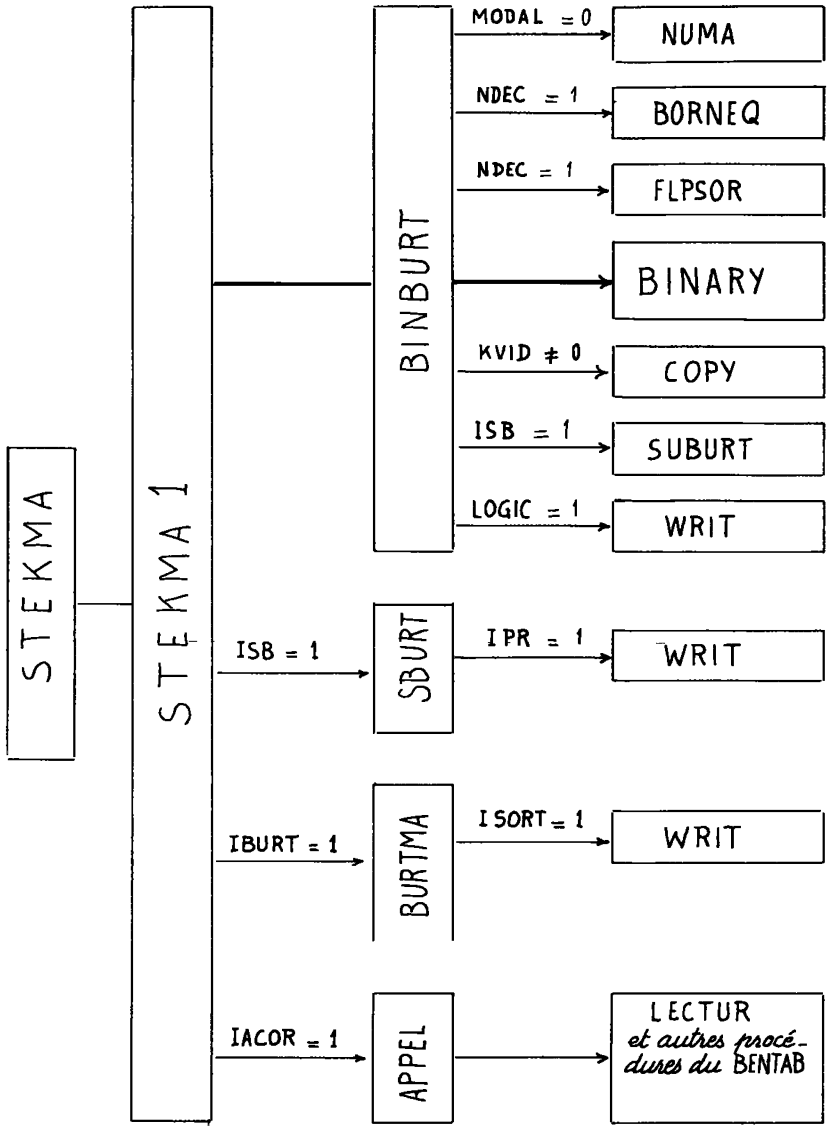 STEKMA
STEKMA 1
BINBURT
MODAL = 0
NUMA
NDEC = 1
BORNEQ
NDEC = 1
FLPSOR
BINARY
KVID ≠ 0
COPY
ISB = 1
SUBURT
LOGIC = 1
WRIT
ISB = 1
SBURT
IPR = 1
WRIT
IBURT = 1
BURTMA
ISORT = 1
WRIT
IACOR = 1
APPEL
LECTUR
et autres procé-
dures du BENTAB